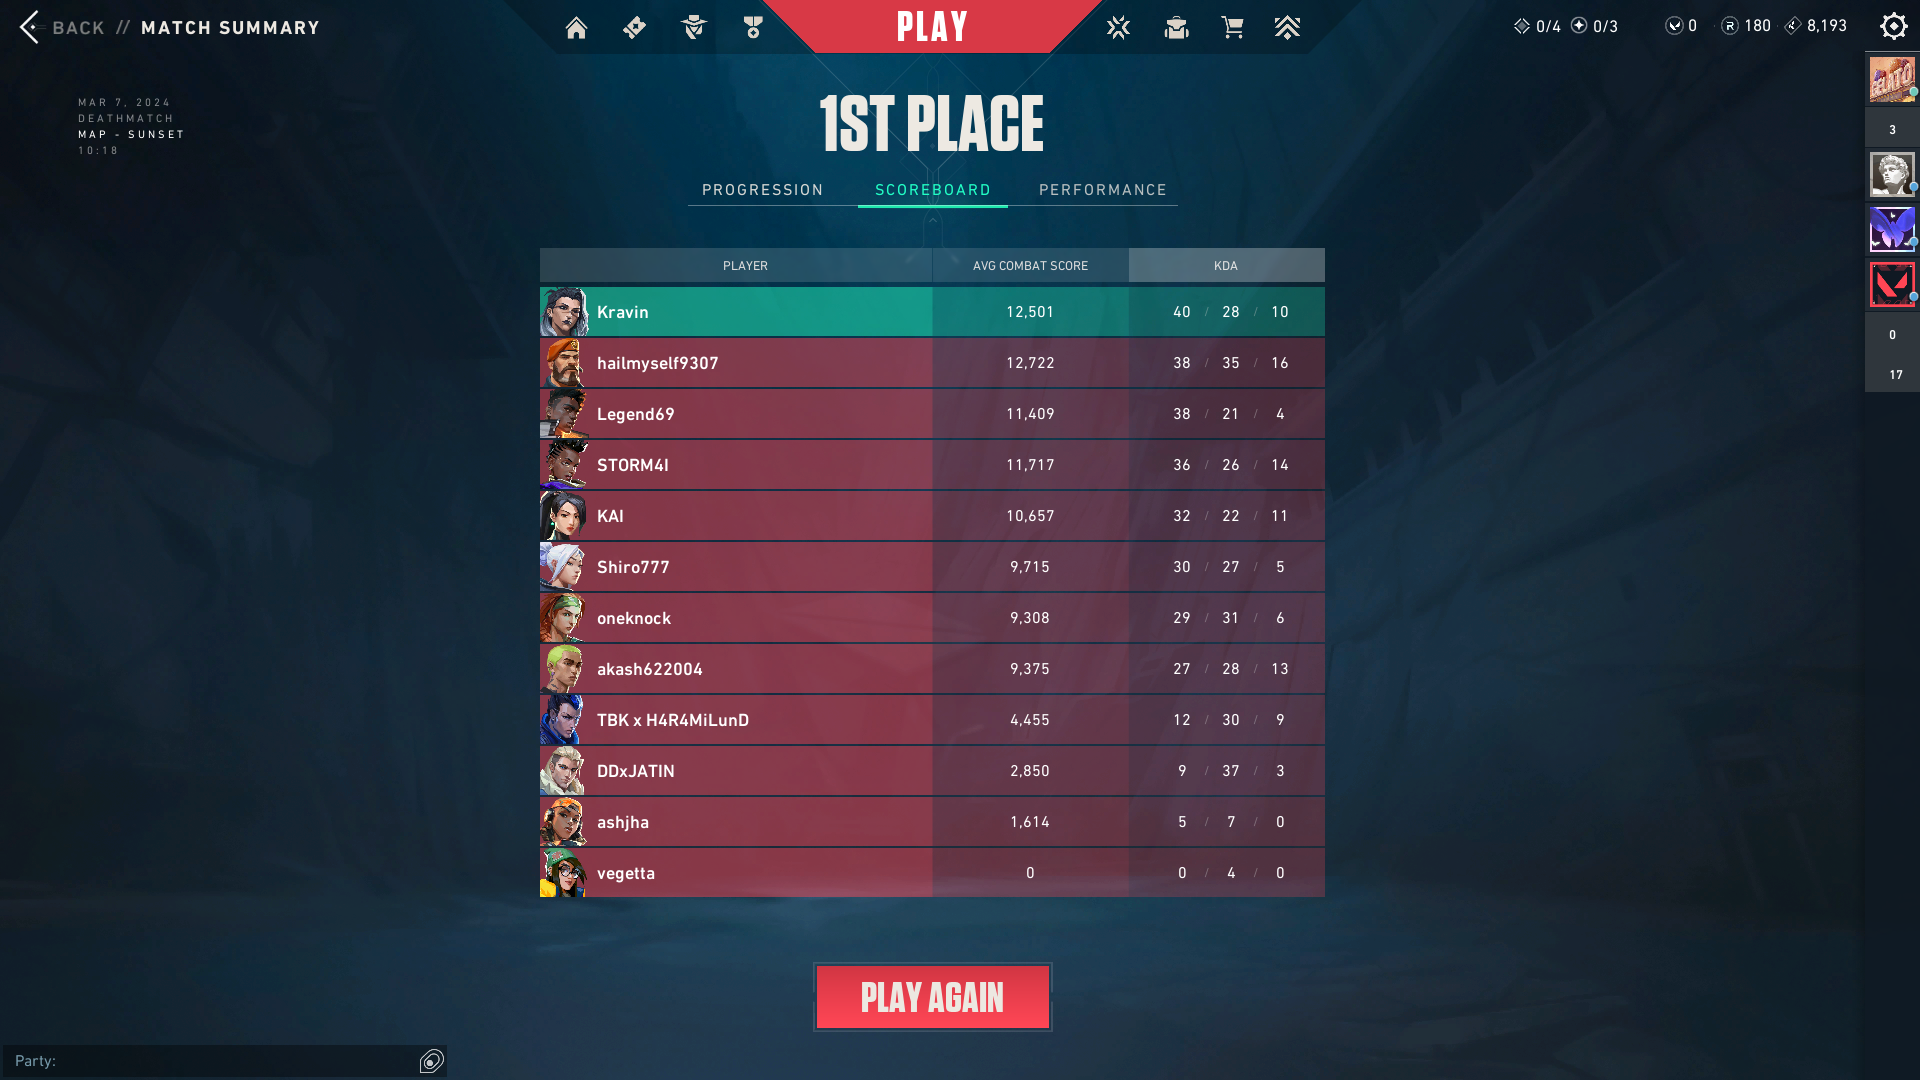 BACK // MATCH SUMMARY
PLAY
0/4 0/3 0 180 8,193
MAR 7, 2024
DEATHMATCH
MAP - SUNSET
10:18
1ST PLACE
PROGRESSION SCOREBOARD PERFORMANCE
PLAYER AVG COMBAT SCORE KDA
Kravin 12,501 40 / 28 / 10
hailmyself9307 12,722 38 / 35 / 16
Legend69 11,409 38 / 21 / 4
STORM4I 11,717 36 / 26 / 14
KAI 10,657 32 / 22 / 11
Shiro777 9,715 30 / 27 / 5
oneknock 9,308 29 / 31 / 6
akash622004 9,375 27 / 28 / 13
TBK x H4R4MiLunD 4,455 12 / 30 / 9
DDxJATIN 2,850 9 / 37 / 3
ashjha 1,614 5 / 7 / 0
vegetta 0 0 / 4 / 0
PLAY AGAIN
Party:
GELATO
3
0
17